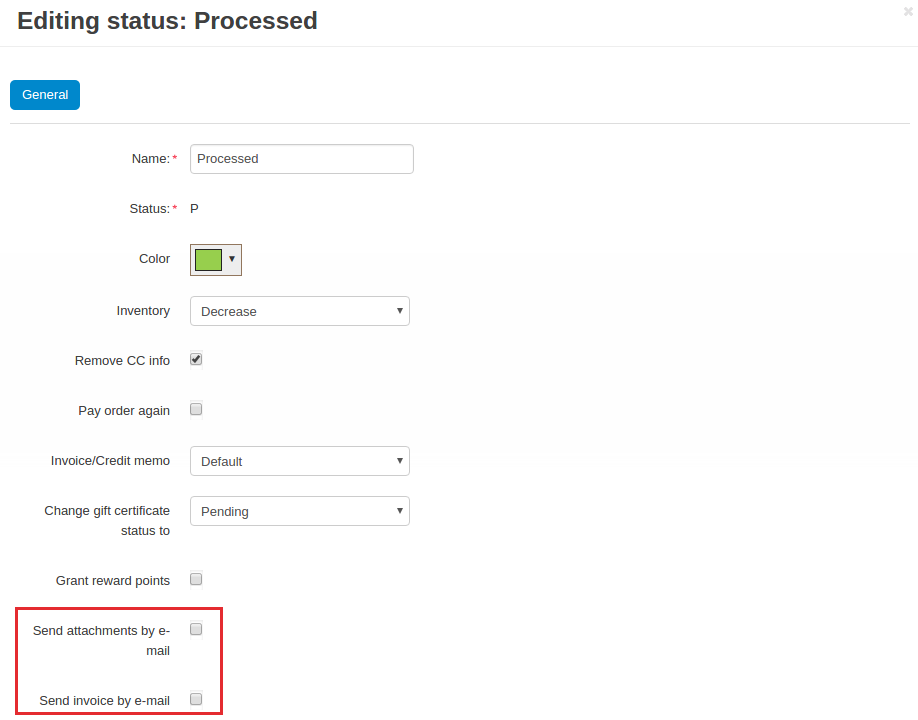 Editing status: Processed
General
Name:* Processed
Status:* P
Color
Inventory Decrease
Remove CC info
Pay order again
Invoice/Credit memo Default
Change gift certificate
status to Pending
Grant reward points
Send attachments by e-
mail
Send invoice by e-mail